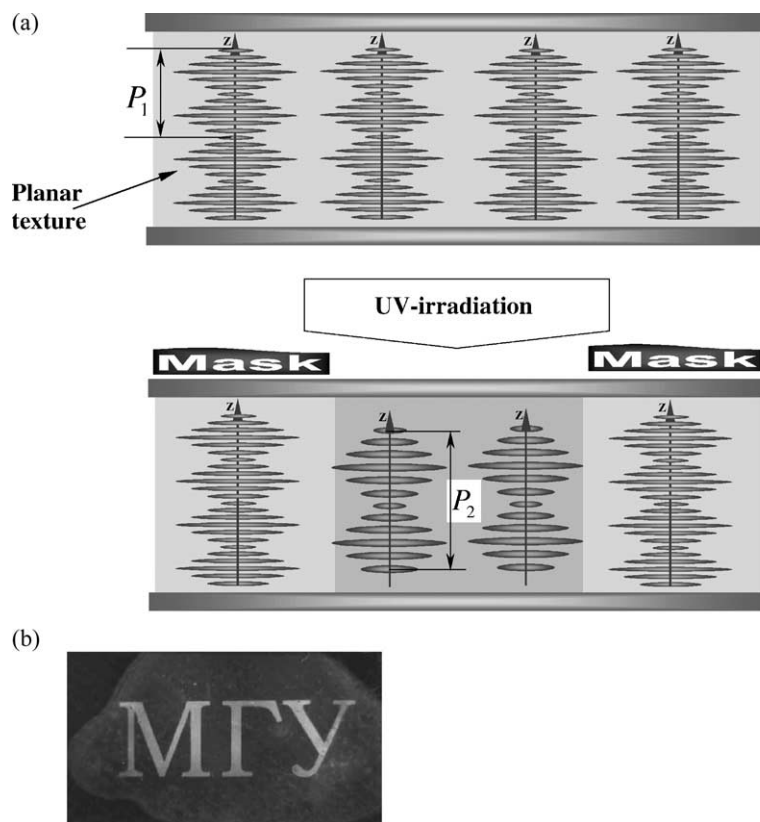 (a)
z z z z
P₁
Planar
texture
UV-irradiation
Mask Mask
z z z z
P₂
(b)
МГУ